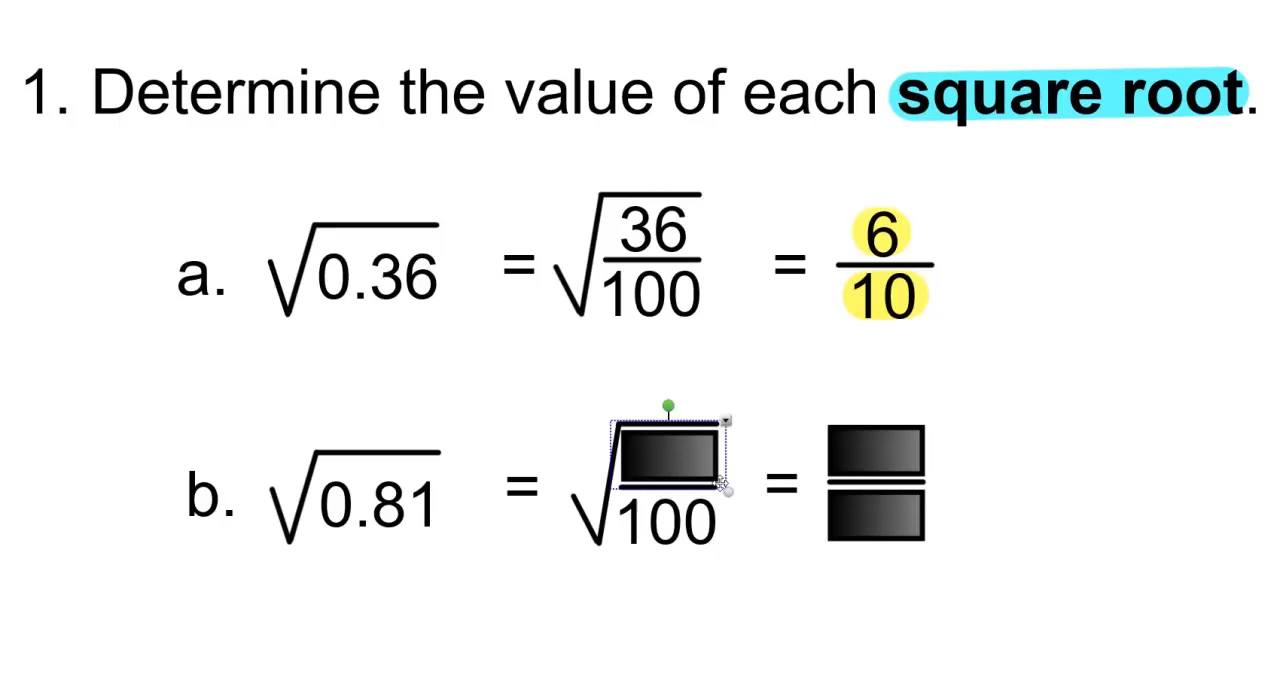 1. Determine the value of each square root.
a. √0.36 = √36/100 = 6/10
b. √0.81 = √ /100 =